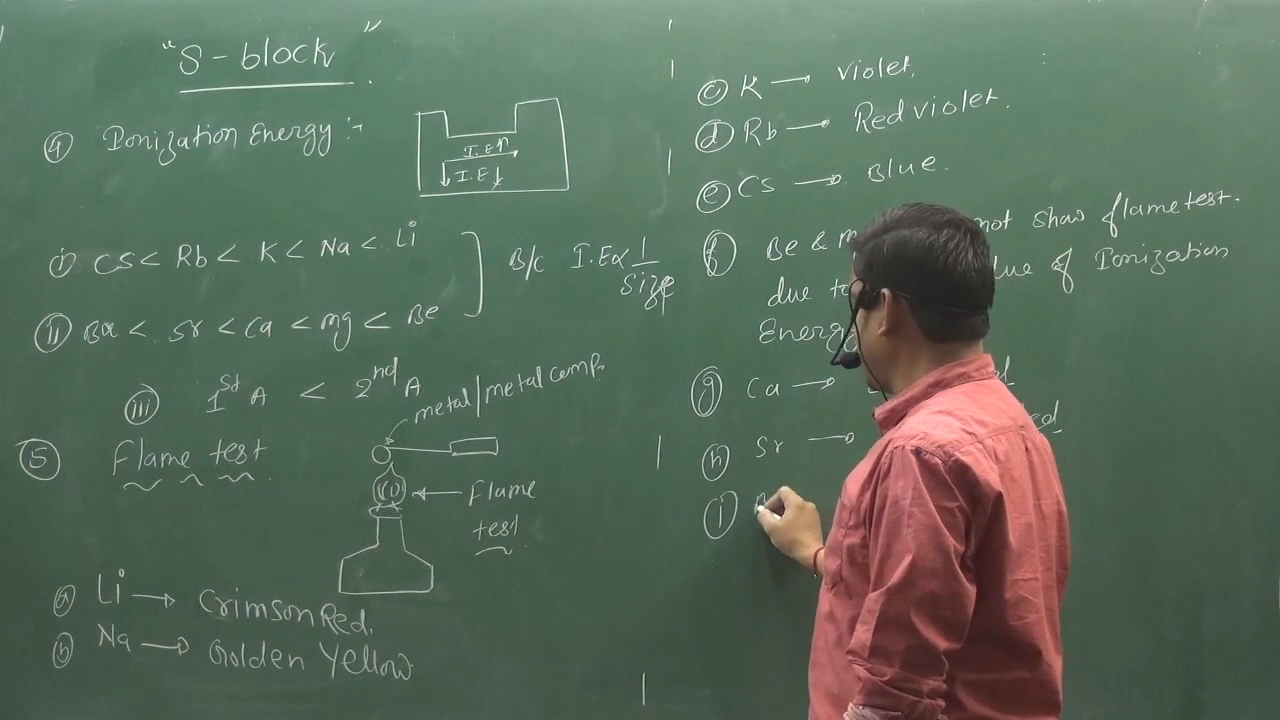 "S-block".
④ Ionization Energy :-
I.E↑
I.E↓
ⅰ Cs < Rb < K < Na < Li
ⅱ Ba < Sr < Ca < Mg < Be
B/C I.E ∝ 1/Size
ⅲ 1st A < 2nd A
⑤ Flame test
metal/metal comp.
Flame
test
ⓐ Li → Crimson Red.
ⓑ Na → Golden Yellow
ⓒ K → Violet.
ⓓ Rb → Red violet.
ⓔ Cs → Blue.
ⓕ Be & not show flame test.
due to of Ionization
Energy
ⓖ Ca →
ⓗ Sr → ed
ⓘ